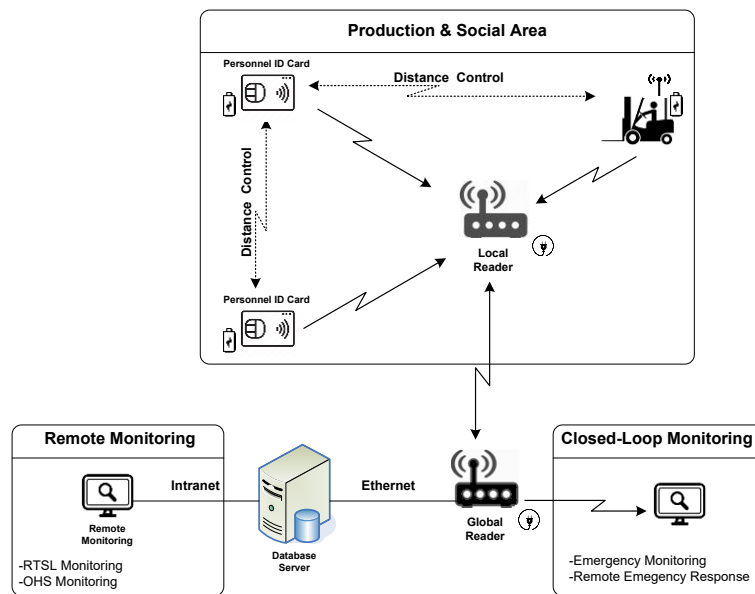 Production & Social Area
Personnel ID Card
Distance Control
Distance Control
Local
Reader
Personnel ID Card
Remote Monitoring
Closed-Loop Monitoring
Intranet
Ethernet
Remote
Monitoring
Database
Server
Global
Reader
-RTSL Monitoring
-OHS Monitoring
-Emergency Monitoring
-Remote Emegency Response